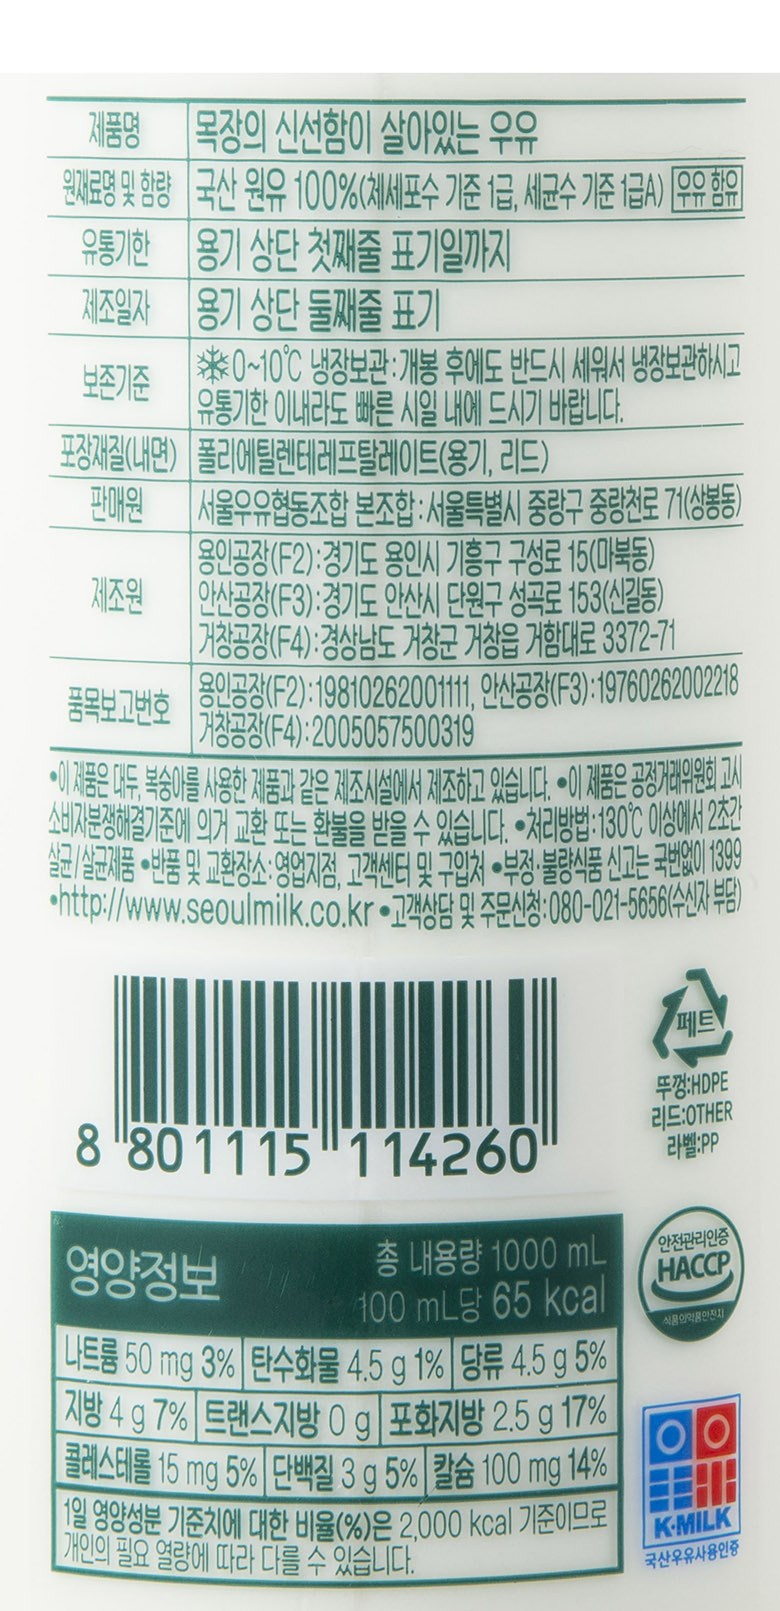 제품명 목장의 신선함이 살아있는 우유
원재료명 및 함량 국산 원유 100%(체세포수 기준 1급, 세균수 기준 1급A) 우유 함유
유통기한 용기 상단 첫째줄 표기일까지
제조일자 용기 상단 둘째줄 표기
보존기준 0~10℃ 냉장보관:개봉 후에도 반드시 세워서 냉장보관하시고
유통기한 이내라도 빠른 시일 내에 드시기 바랍니다.
포장재질(내면) 폴리에틸렌테레프탈레이트(용기, 리드)
판매원 서울우유협동조합 본조합:서울특별시 중랑구 중랑천로 71(상봉동)
제조원 용인공장(F2):경기도 용인시 기흥구 구성로 15(마북동)
안산공장(F3):경기도 안산시 단원구 성곡로 153(신길동)
거창공장(F4):경상남도 거창군 거창읍 거함대로 3372-71
품목보고번호 용인공장(F2):19810262001111, 안산공장(F3):19760262002218
거창공장(F4):2005057500319
•이 제품은 대두, 복숭아를 사용한 제품과 같은 제조시설에서 제조하고 있습니다. •이 제품은 공정거래위원회 고시
소비자분쟁해결기준에 의거 교환 또는 환불을 받을 수 있습니다. •처리방법:130℃ 이상에서 2초간
살균/살균제품 •반품 및 교환장소:영업지점, 고객센터 및 구입처 •부정·불량식품 신고는 국번없이 1399
•http://www.seoulmilk.co.kr •고객상담 및 주문신청:080-021-5656(수신자 부담)
페트
뚜껑:HDPE
리드:OTHER
라벨:PP
8 801115 114260
영양정보 총 내용량 1000 mL
100 mL당 65 kcal
나트륨 50 mg 3% 탄수화물 4.5 g 1% 당류 4.5 g 5%
지방 4 g 7% 트랜스지방 0 g 포화지방 2.5 g 17%
콜레스테롤 15 mg 5% 단백질 3 g 5% 칼슘 100 mg 14%
1일 영양성분 기준치에 대한 비율(%)은 2,000 kcal 기준이므로
개인의 필요 열량에 따라 다를 수 있습니다.
안전관리인증
HACCP
식품의약품안전처
K·MILK
국산우유사용인증